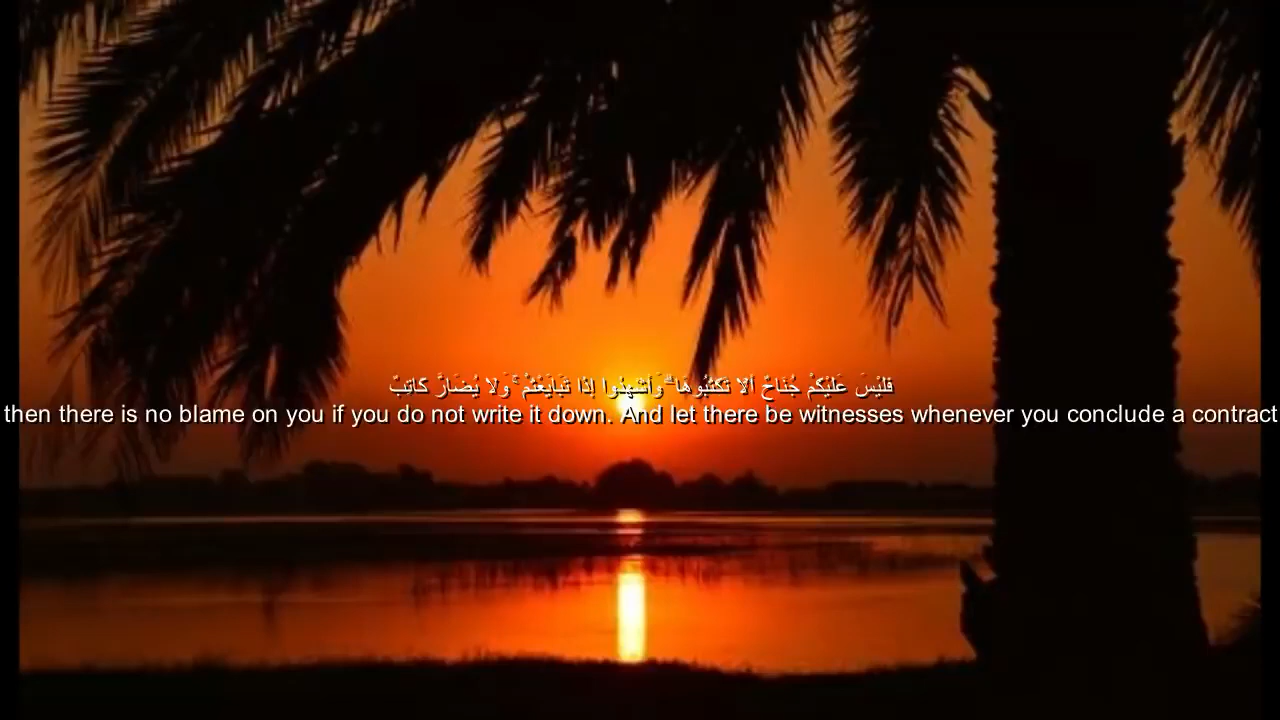 فَلَيْسَ عَلَيْكُمْ جُنَاحٌ أَلَّا تَكْتُبُوهَا ۗ وَأَشْهِدُوا إِذَا تَبَايَعْتُمْ ۚ وَلَا يُضَارَّ كَاتِبٌ
then there is no blame on you if you do not write it down. And let there be witnesses whenever you conclude a contract